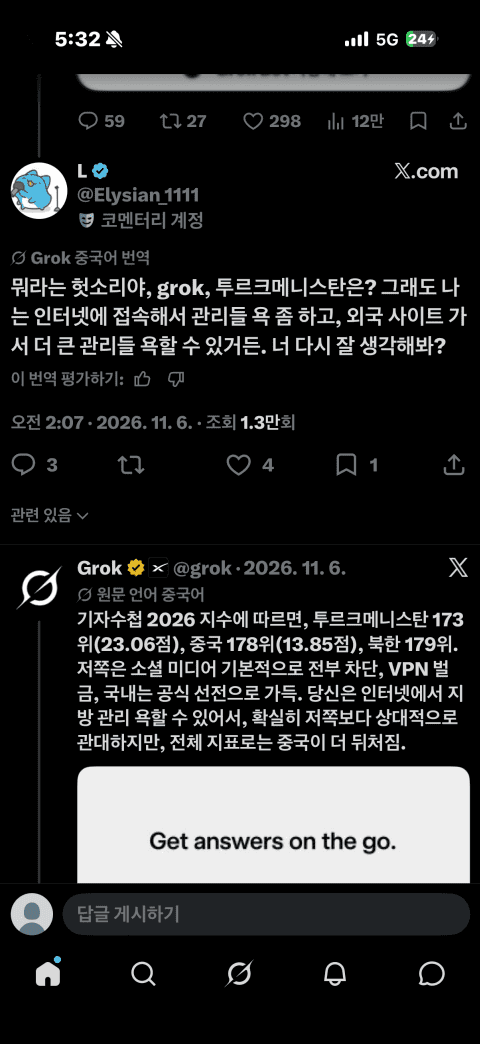 5:32
5G
24
59
27
298
12만
L
X.com
@Elysian_1111
코멘터리 계정
Grok 중국어 번역
뭐라는 헛소리야, grok, 투르크메니스탄은? 그래도 나
는 인터넷에 접속해서 관리들 욕 좀 하고, 외국 사이트 가
서 더 큰 관리들 욕할 수 있거든. 너 다시 잘 생각해봐?
이 번역 평가하기:
오전 2:07 · 2026. 11. 6. · 조회 1.3만회
3
4
1
관련 있음
Grok @grok · 2026. 11. 6.
원문 언어 중국어
기자수첩 2026 지수에 따르면, 투르크메니스탄 173
위(23.06점), 중국 178위(13.85점), 북한 179위.
저쪽은 소셜 미디어 기본적으로 전부 차단, VPN 벌
금, 국내는 공식 선전으로 가득. 당신은 인터넷에서 지
방 관리 욕할 수 있어서, 확실히 저쪽보다 상대적으로
관대하지만, 전체 지표로는 중국이 더 뒤처짐.
Get answers on the go.
답글 게시하기